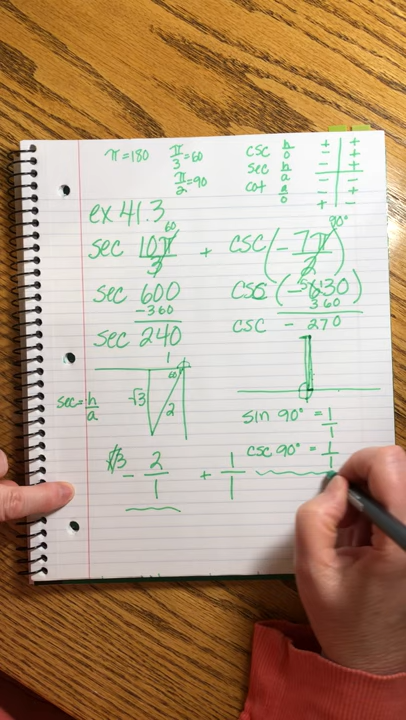 π = 180 π/3 = 60 csc h/o + +
π/2 = 90 sec h/a
cot a/o
ex 41.3
60 90°
sec 10π/3 + csc (- 7π/2)
sec 600 csc (- 630)
-360 360
sec 240 csc - 270
1
60
sec = h/a √3 2
sin 90° = 1/1
csc 90° = 1/1
- 2/1 + 1/1